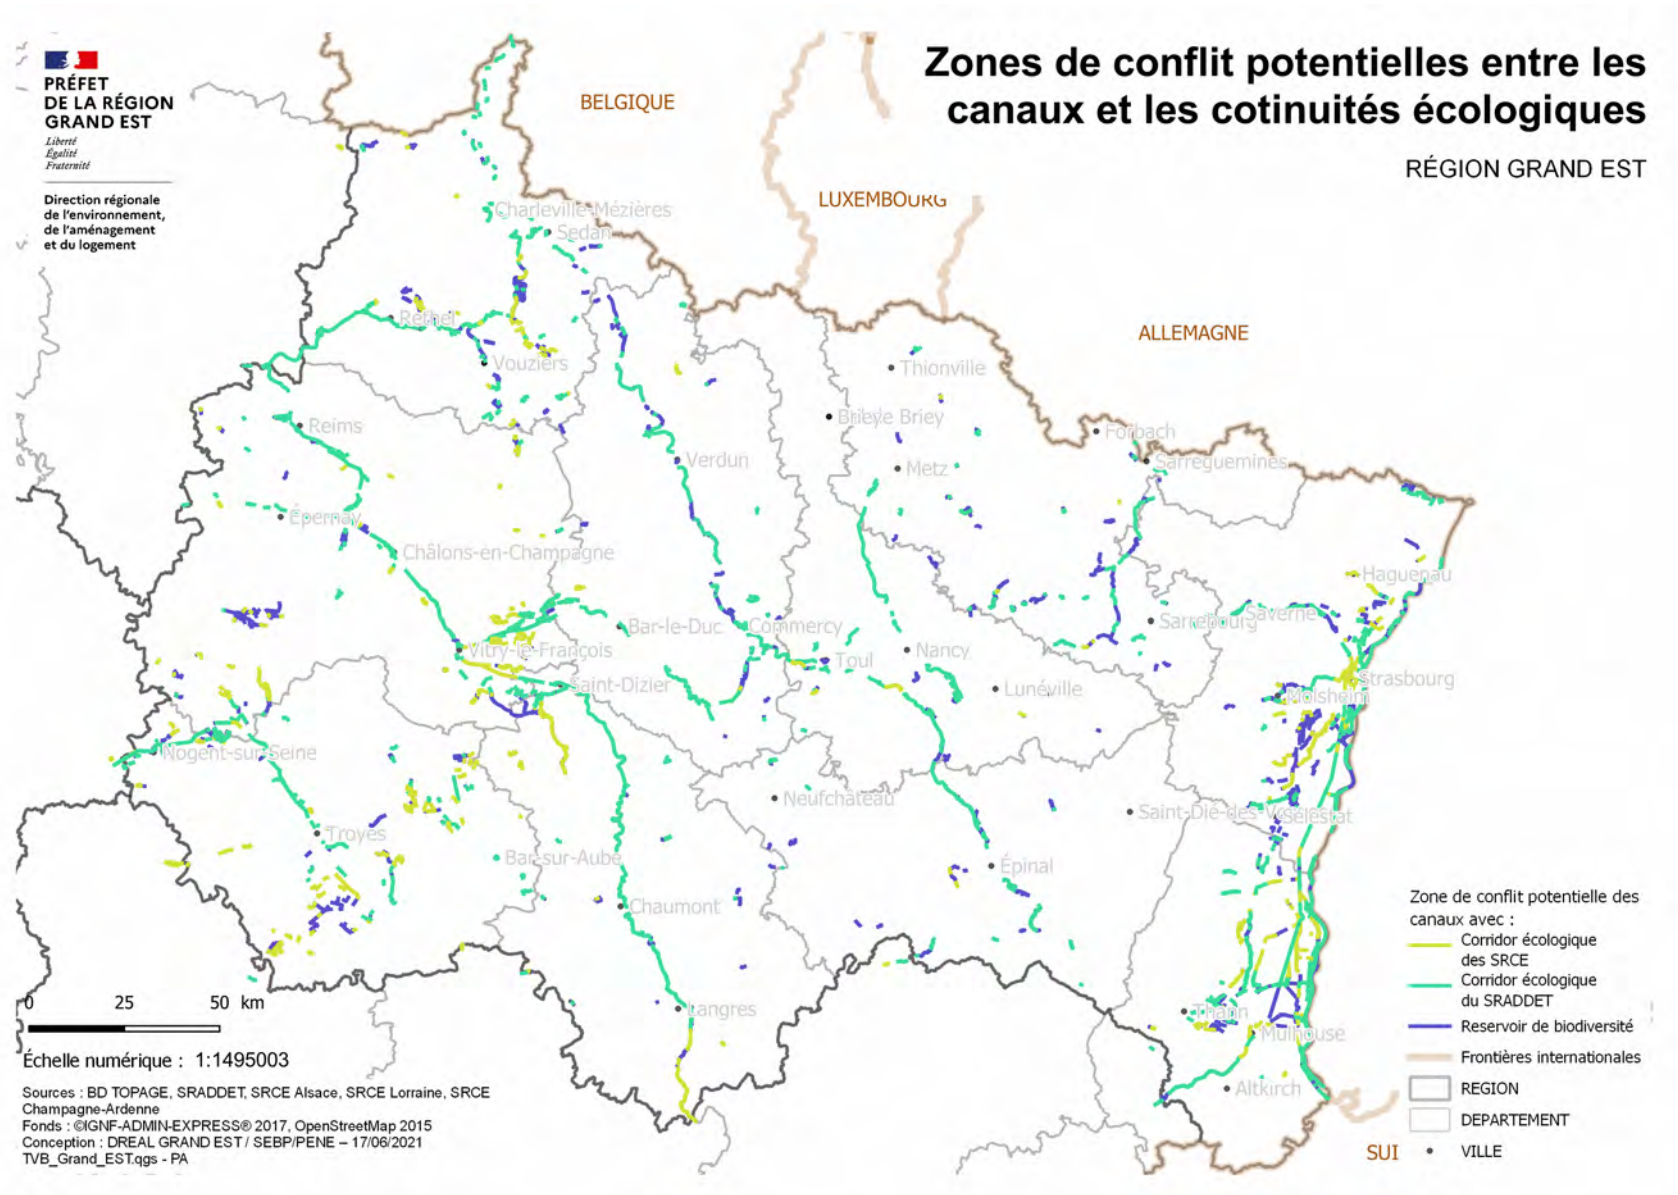 Zones de conflit potentielles entre les
canaux et les cotinuités écologiques
RÉGION GRAND EST
PRÉFET
DE LA RÉGION
GRAND EST
Liberté
Égalité
Fraternité
Direction régionale
de l'environnement,
de l'aménagement
et du logement
BELGIQUE
LUXEMBOURG
ALLEMAGNE
Charleville-Mézières
Sedan
Rethel
Vouziers
Thionville
Briey
Briey
Forbach
Sarreguemines
Reims
Verdun
Metz
Épernay
Châlons-en-Champagne
Haguenau
Bar-le-Duc
Commercy
Sarrebourg
Saverne
Vitry-le-François
Toul
Nancy
Saint-Dizier
Lunéville
Strasbourg
Molsheim
Nogent-sur-Seine
Neufchâteau
Saint-Dié-des-Vo
Sélestat
Troyes
Bar-sur-Aube
Épinal
Chaumont
Langres
Thann
Mulhouse
Altkirch
SUI
0 25 50 km
Échelle numérique : 1:1495003
Sources : BD TOPAGE, SRADDET, SRCE Alsace, SRCE Lorraine, SRCE
Champagne-Ardenne
Fonds : ©IGNF-ADMIN-EXPRESS® 2017, OpenStreetMap 2015
Conception : DREAL GRAND EST / SEBP/PENE – 17/06/2021
TVB_Grand_EST.qgs - PA
Zone de conflit potentielle des
canaux avec :
Corridor écologique
des SRCE
Corridor écologique
du SRADDET
Reservoir de biodiversité
Frontières internationales
REGION
DEPARTEMENT
VILLE